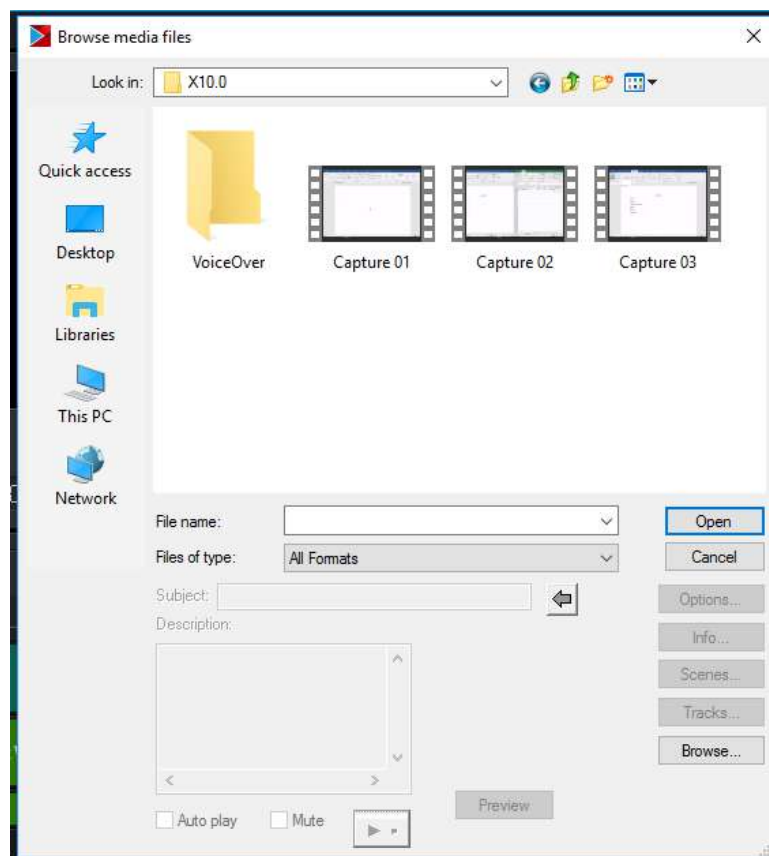 Browse media files
Look in: X10.0
Quick access
Desktop
Libraries
This PC
Network
VoiceOver Capture 01 Capture 02 Capture 03
File name: Open
Files of type: All Formats Cancel
Subject: Options...
Description: Info...
Scenes...
Tracks...
Browse...
Auto play Mute Preview